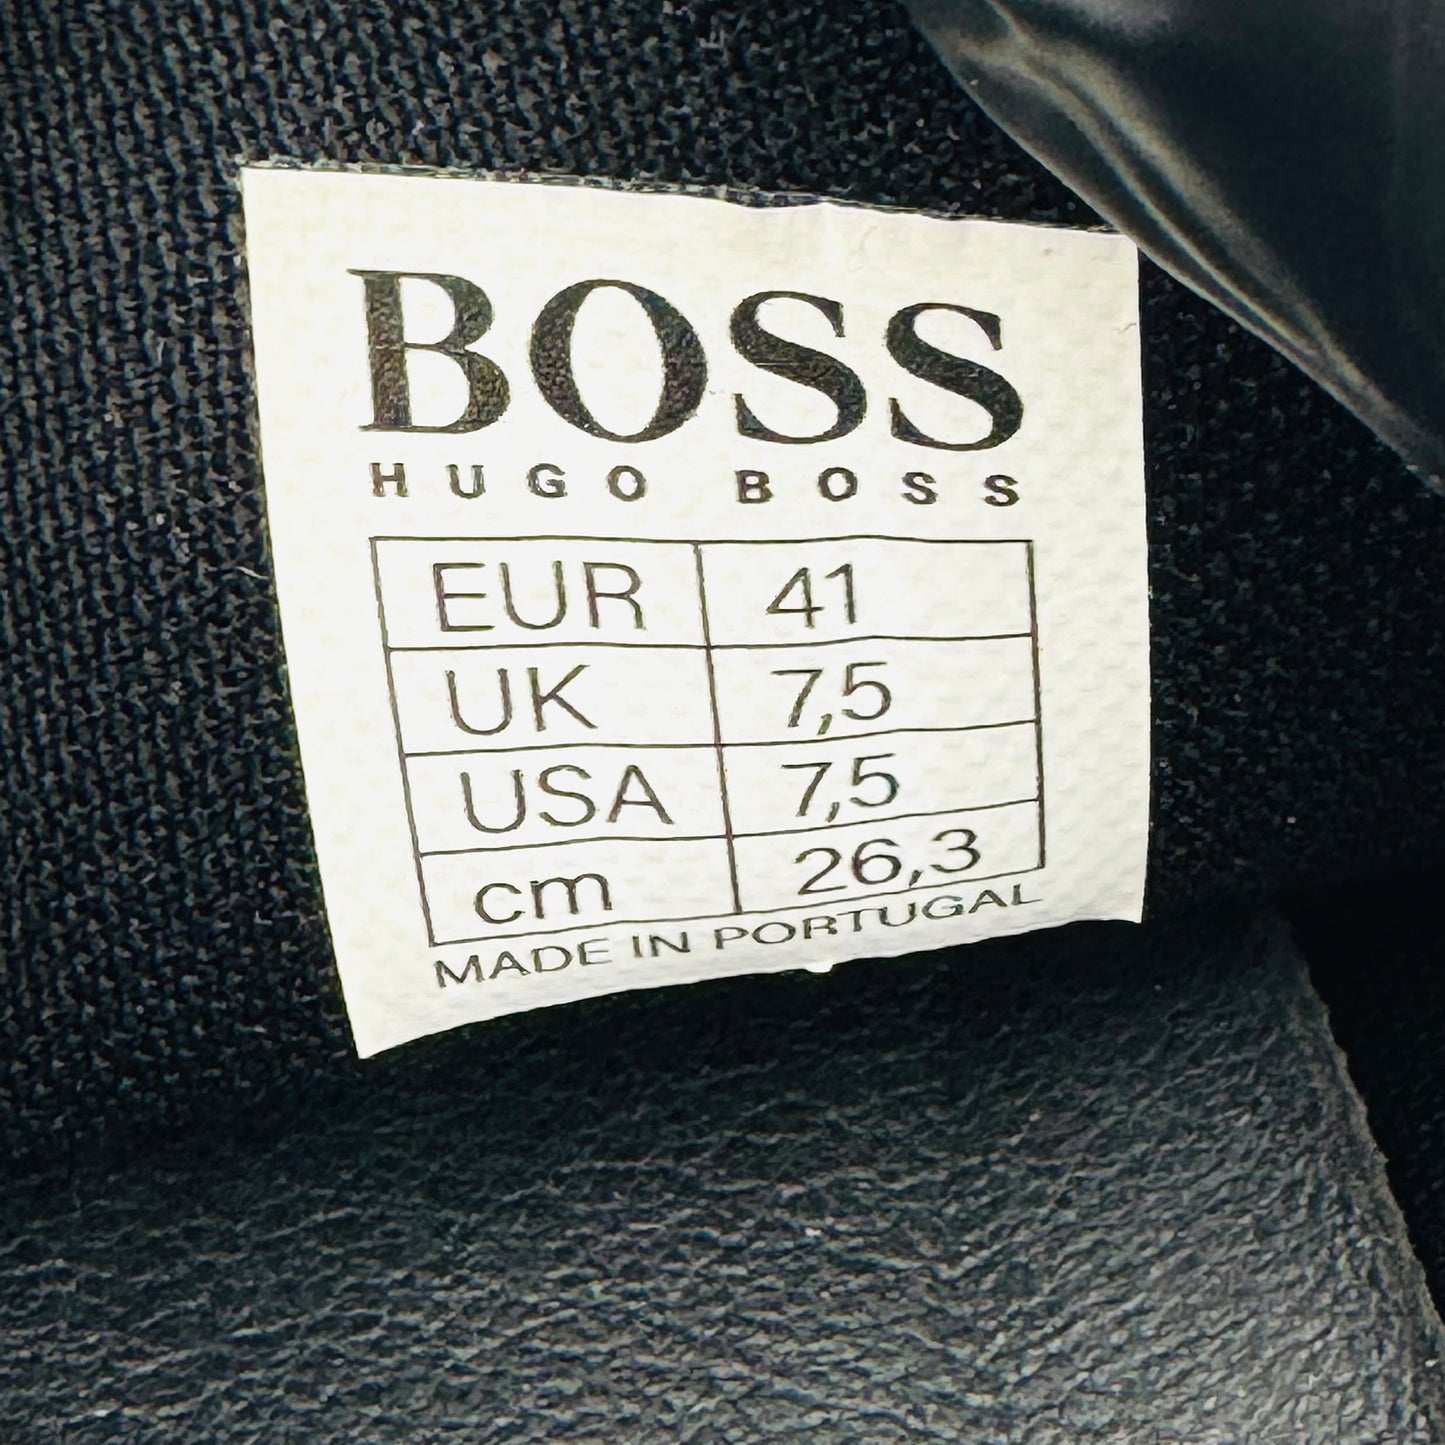 BOSS
HUGO BOSS
EUR 41
UK 7,5
USA 7,5
cm 26,3
MADE IN PORTUGAL